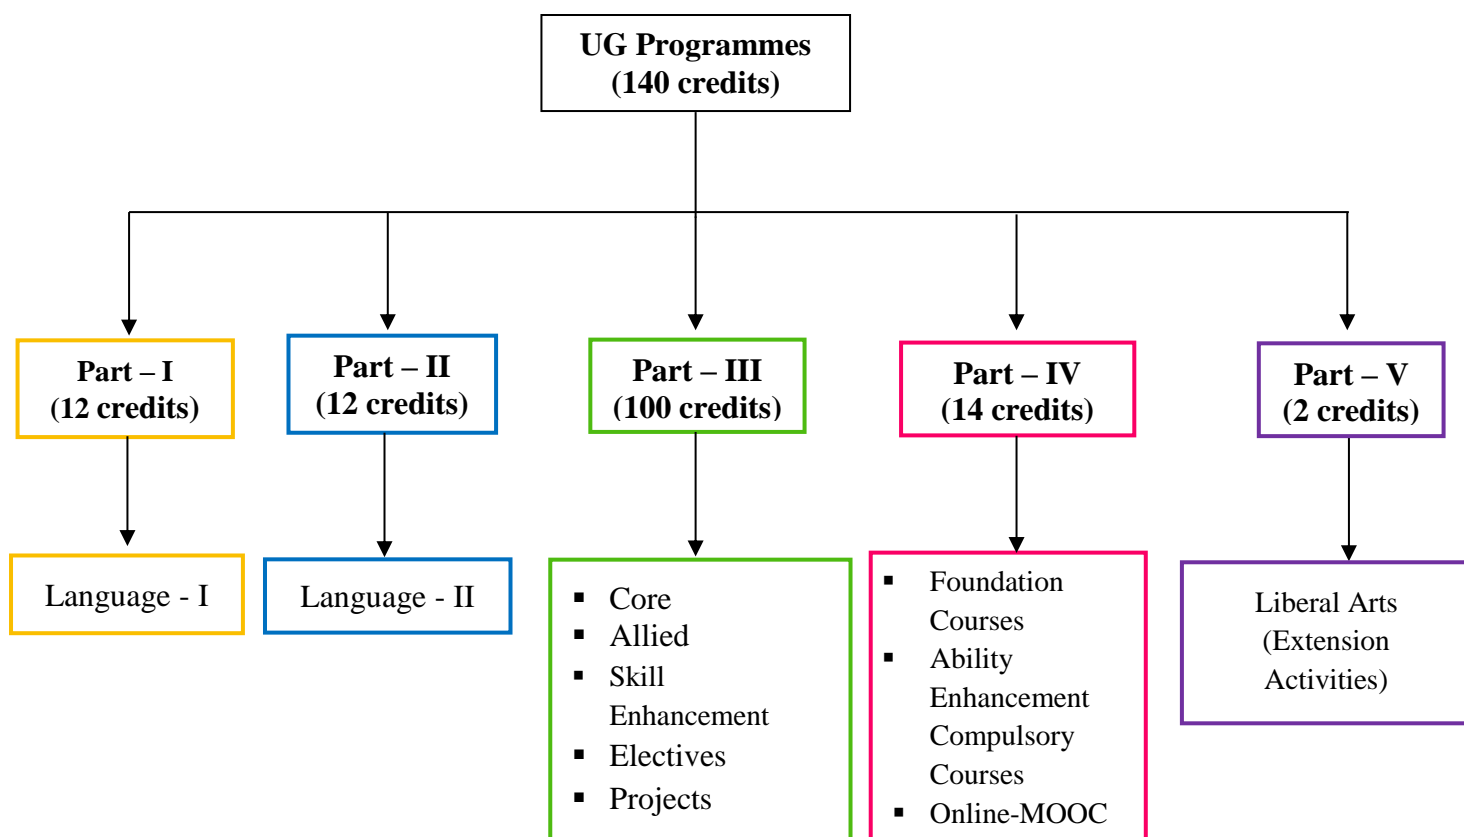 UG Programmes
(140 credits)
Part – I
(12 credits)
Part – II
(12 credits)
Part – III
(100 credits)
Part – IV
(14 credits)
Part – V
(2 credits)
Language - I
Language - II
▪ Core
▪ Allied
▪ Skill
Enhancement
▪ Electives
▪ Projects
▪ Foundation
Courses
▪ Ability
Enhancement
Compulsory
Courses
▪ Online-MOOC
Liberal Arts
(Extension
Activities)